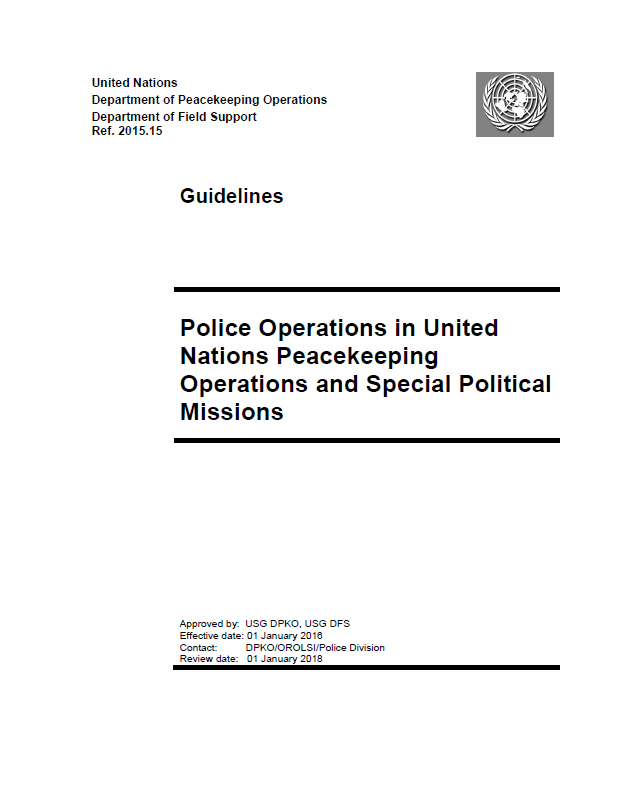 United Nations
Department of Peacekeeping Operations
Department of Field Support
Ref. 2015.15
Guidelines
Police Operations in United
Nations Peacekeeping
Operations and Special Political
Missions
Approved by: USG DPKO, USG DFS
Effective date: 01 January 2016
Contact: DPKO/OROLSI/Police Division
Review date: 01 January 2018